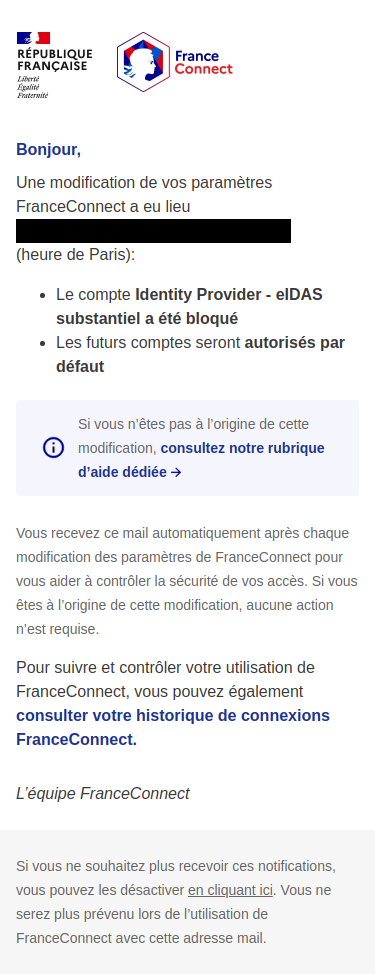 RÉPUBLIQUE
FRANÇAISE
Liberté
Égalité
Fraternité
France
Connect
Bonjour,
Une modification de vos paramètres
FranceConnect a eu lieu
(heure de Paris):
• Le compte Identity Provider - eIDAS
substantiel a été bloqué
• Les futurs comptes seront autorisés par
défaut
Si vous n’êtes pas à l’origine de cette
modification, consultez notre rubrique
d’aide dédiée →
Vous recevez ce mail automatiquement après chaque
modification des paramètres de FranceConnect pour
vous aider à contrôler la sécurité de vos accès. Si vous
êtes à l’origine de cette modification, aucune action
n’est requise.
Pour suivre et contrôler votre utilisation de
FranceConnect, vous pouvez également
consulter votre historique de connexions
FranceConnect.
L’équipe FranceConnect
Si vous ne souhaitez plus recevoir ces notifications,
vous pouvez les désactiver en cliquant ici. Vous ne
serez plus prévenu lors de l’utilisation de
FranceConnect avec cette adresse mail.